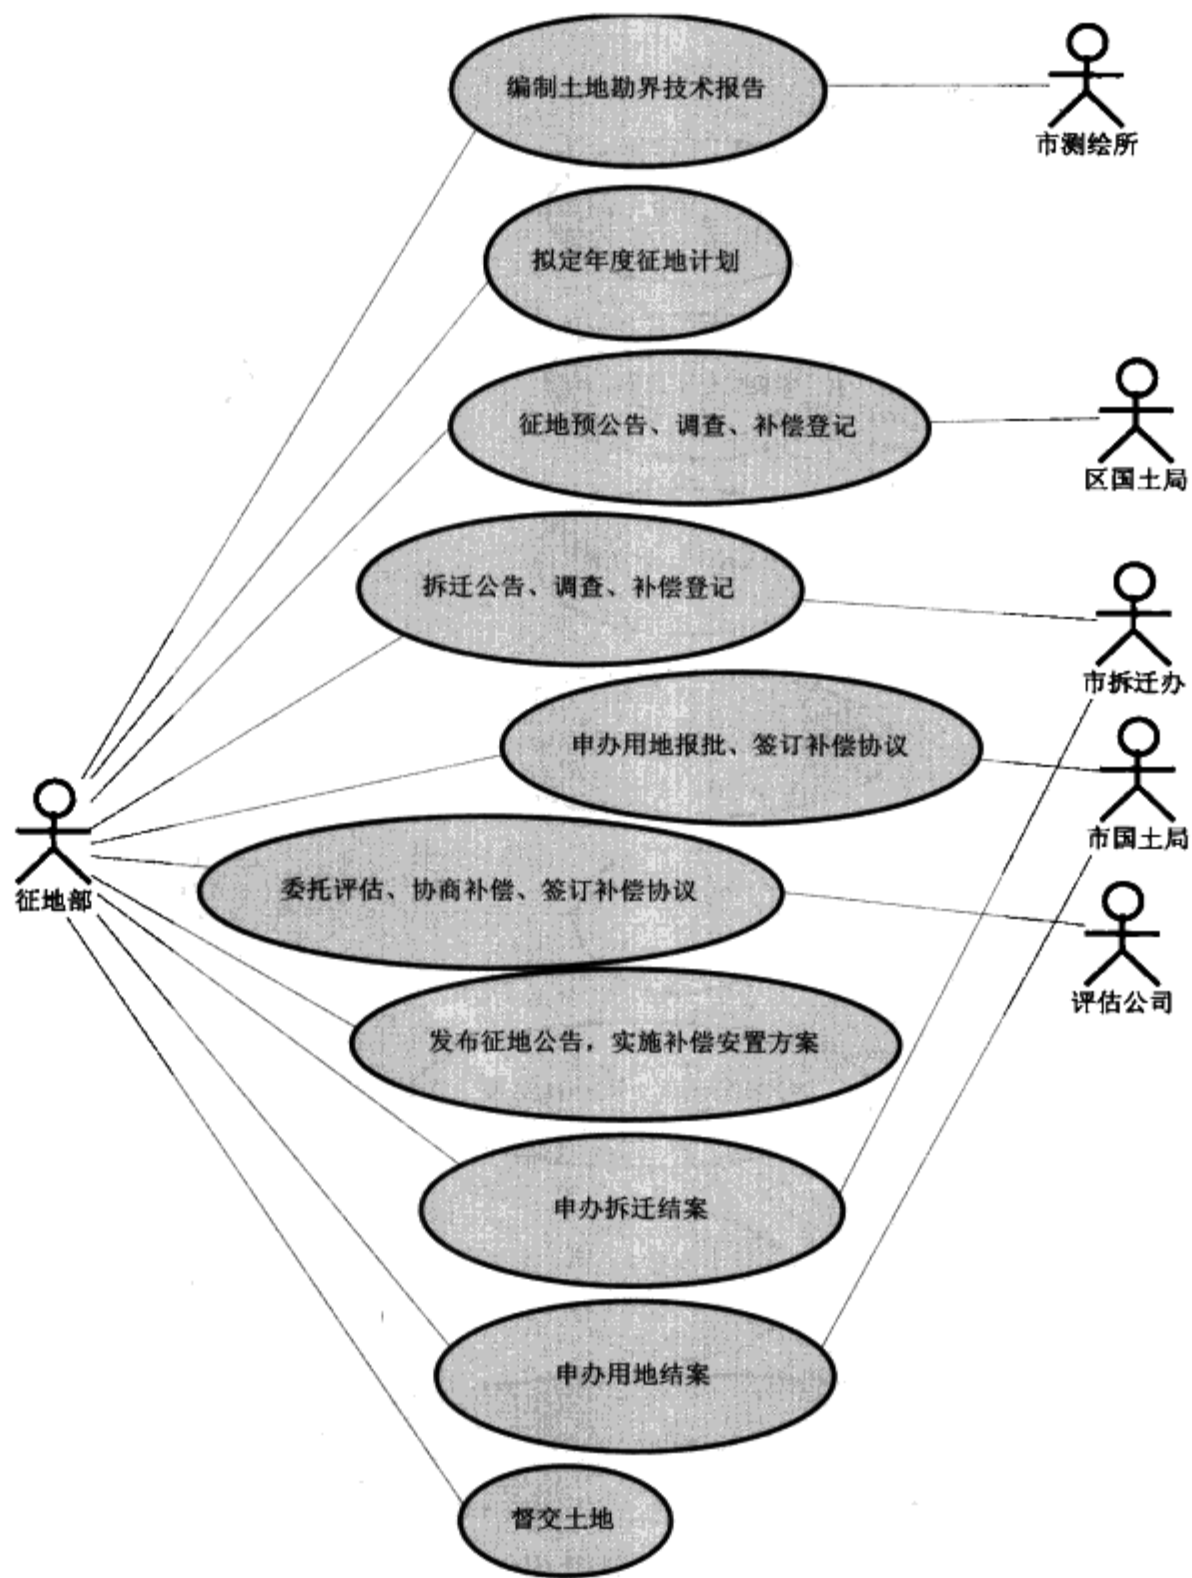 编制土地勘界技术报告
市测绘所
拟定年度征地计划
征地预公告、调查、补偿登记
区国土局
拆迁公告、调查、补偿登记
市拆迁办
申办用地报批、签订补偿协议
市国土局
征地部
委托评估、协商补偿、签订补偿协议
评估公司
发布征地公告，实施补偿安置方案
申办拆迁结案
申办用地结案
督交土地